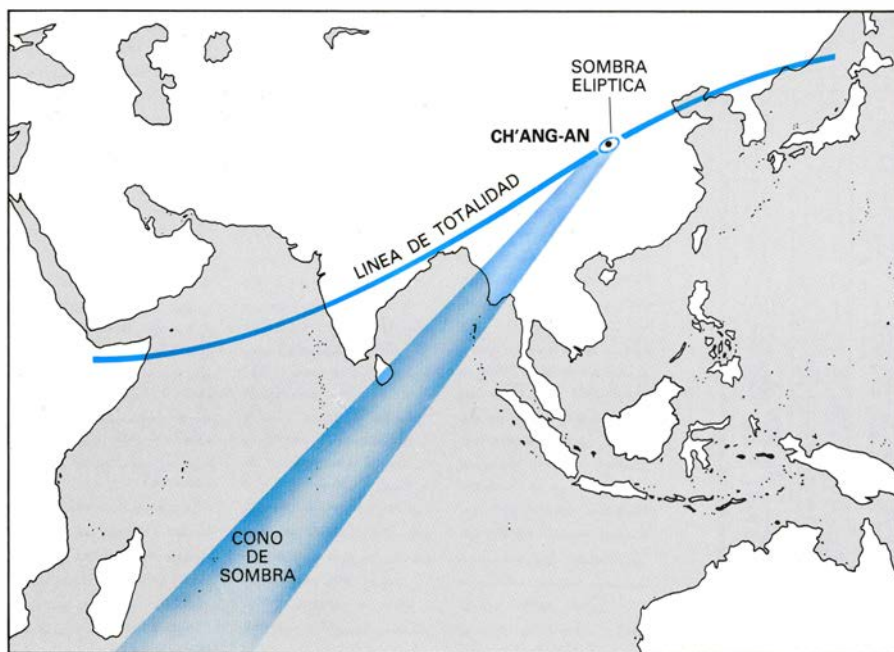 SOMBRA
ELIPTICA
CH'ANG-AN
LINEA DE TOTALIDAD
CONO
DE
SOMBRA